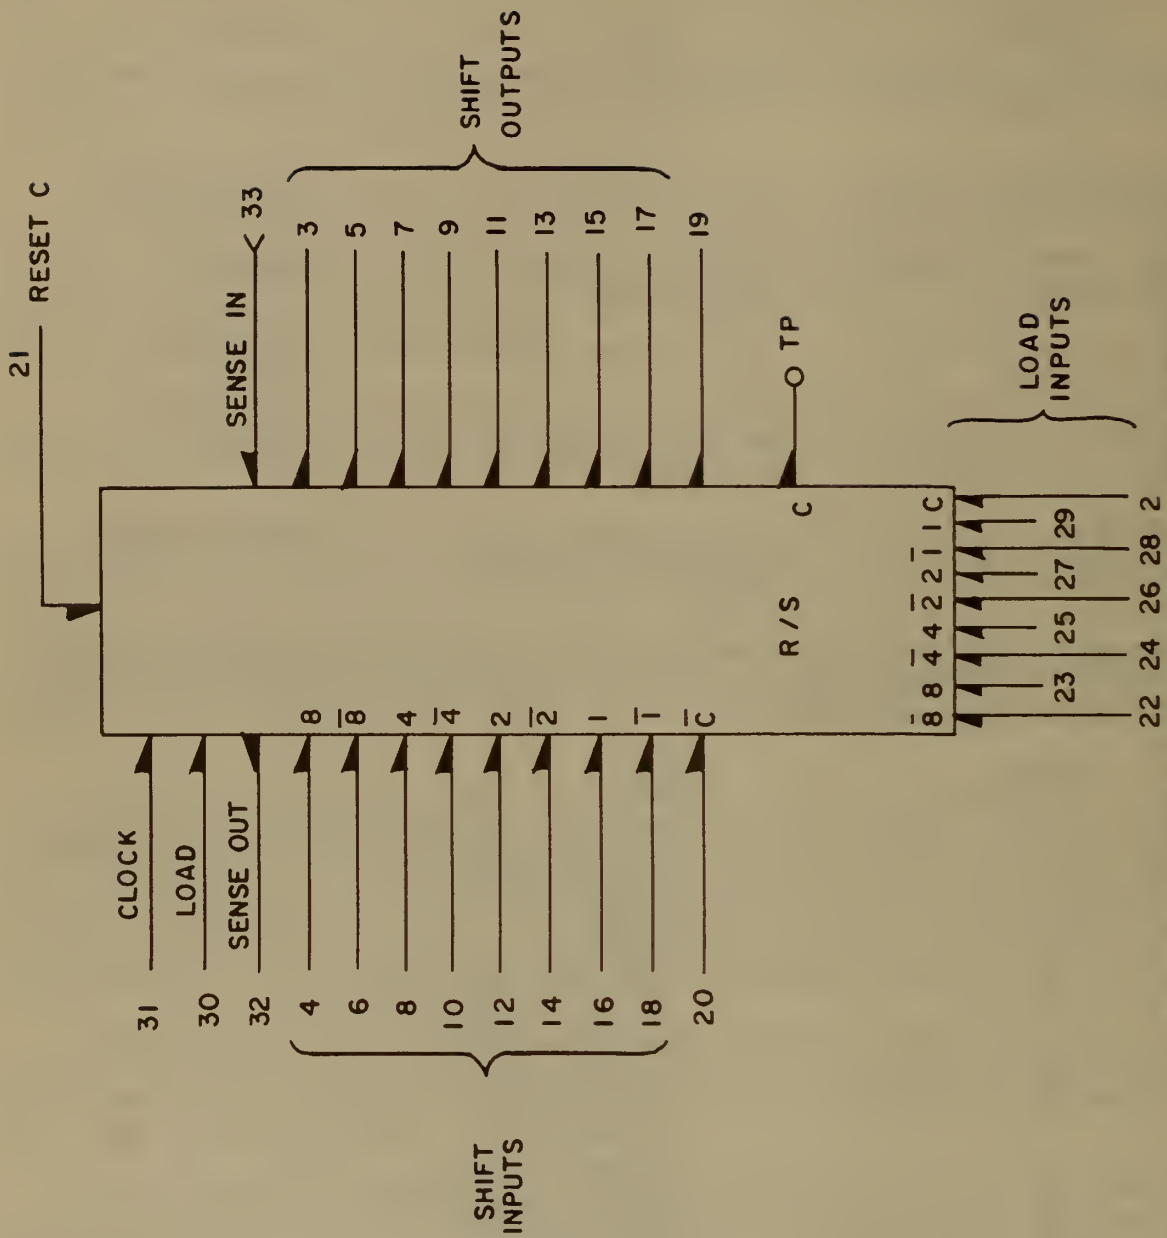 21
RESET C
31
CLOCK
30
LOAD
32
SENSE OUT
SENSE IN
33
4
8
3
6
8̅
5
8
4
7
10
4̅
9
12
2
11
14
2̅
13
16
1
15
18
1̅
17
20
C̅
19
SHIFT
INPUTS
SHIFT
OUTPUTS
R/S
C
TP
8̅ 8 4̅ 4 2̅ 2 1̅ 1 C
22 23 24 25 26 27 28 29 2
LOAD
INPUTS